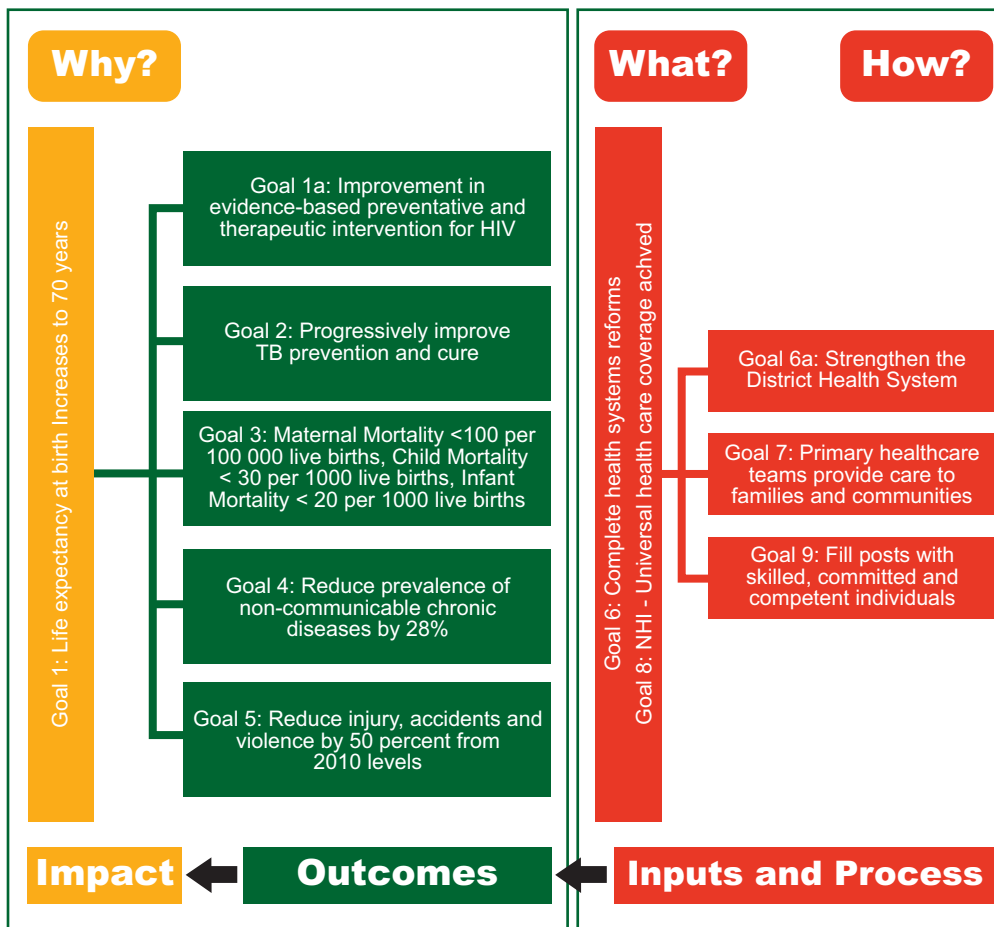 Why?
Goal 1: Life expectancy at birth Increases to 70 years
Goal 1a: Improvement in
evidence-based preventative and
therapeutic intervention for HIV
Goal 2: Progressively improve
TB prevention and cure
Goal 3: Maternal Mortality <100 per
100 000 live births, Child Mortality
< 30 per 1000 live births, Infant
Mortality < 20 per 1000 live births
Goal 4: Reduce prevalence of
non-communicable chronic
diseases by 28%
Goal 5: Reduce injury, accidents and
violence by 50 percent from
2010 levels
What?
How?
Goal 6: Complete health systems reforms
Goal 8: NHI - Universal health care coverage achved
Goal 6a: Strengthen the
District Health System
Goal 7: Primary healthcare
teams provide care to
families and communities
Goal 9: Fill posts with
skilled, committed and
competent individuals
Impact
Outcomes
Inputs and Process